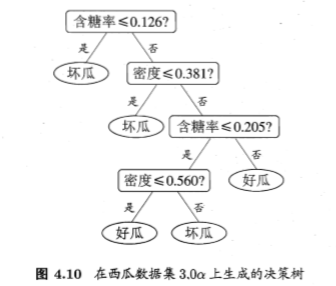 含糖率≤0.126?
是 否
坏瓜 密度≤0.381?
是 否
坏瓜 含糖率≤0.205?
是 否
密度≤0.560? 好瓜
是 否
好瓜 坏瓜
图 4.10 在西瓜数据集 3.0α 上生成的决策树